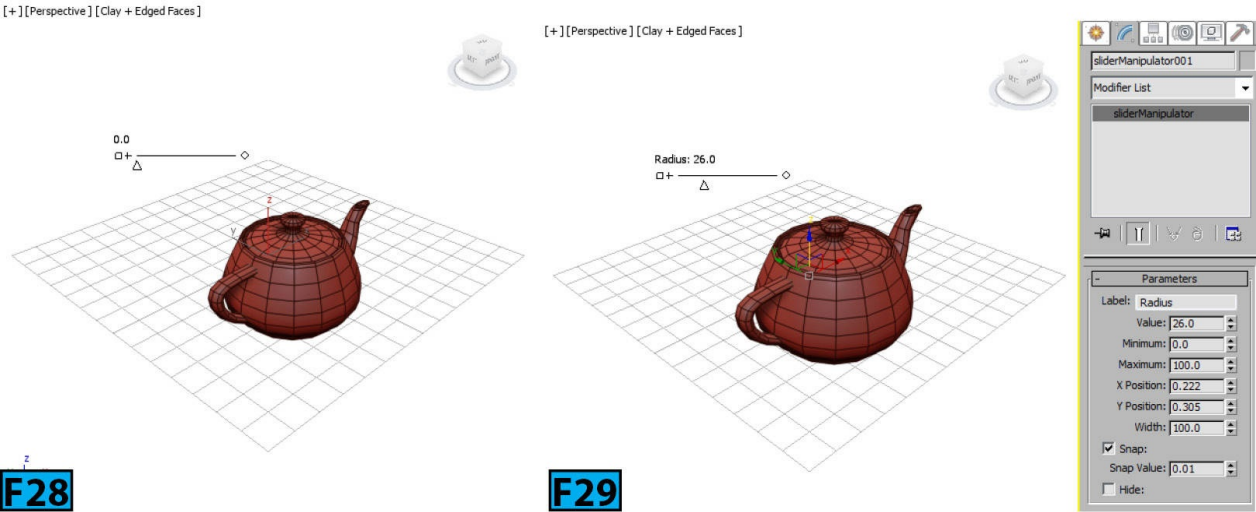 [+] [Perspective] [Clay + Edged Faces]
0.0
z
y
z
F28
[+] [Perspective] [Clay + Edged Faces]
Radius: 26.0
F29
sliderManipulator001
Modifier List
sliderManipulator
- Parameters
Label: Radius
Value: 26.0
Minimum: 0.0
Maximum: 100.0
X Position: 0.222
Y Position: 0.305
Width: 100.0
Snap:
Snap Value: 0.01
Hide: